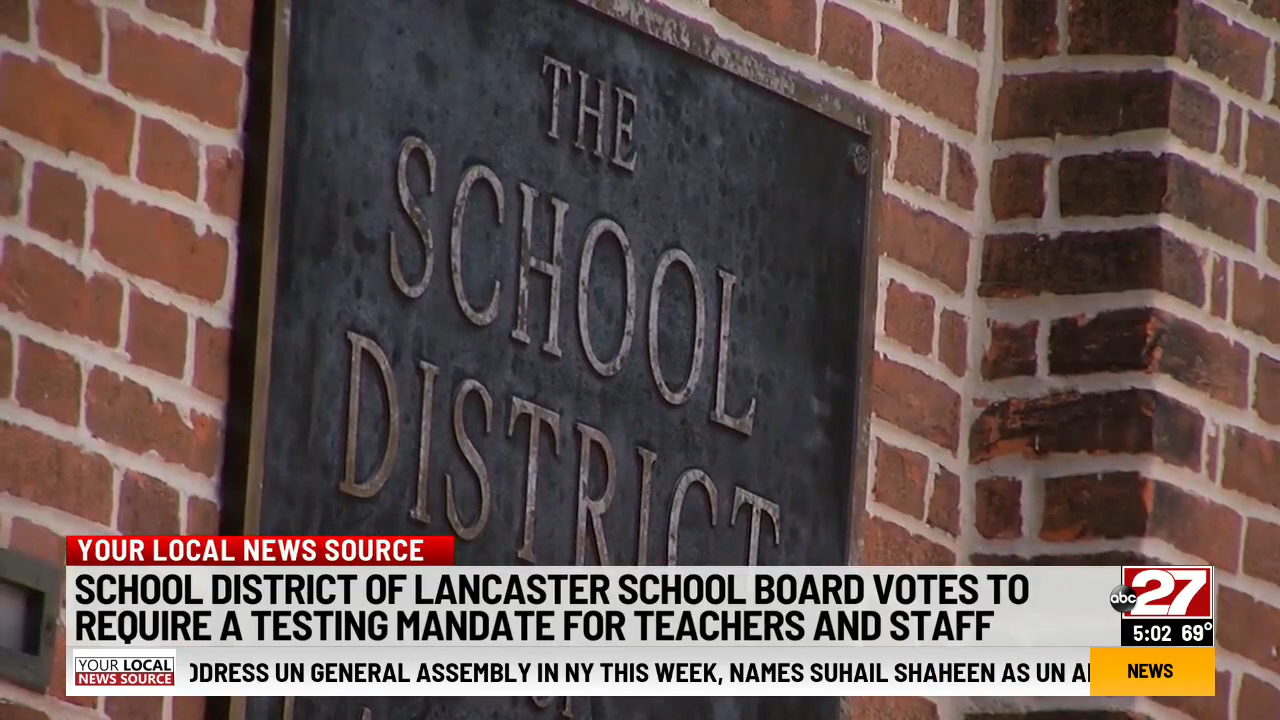 THE
SCHOOL
DISTRICT
YOUR LOCAL NEWS SOURCE
SCHOOL DISTRICT OF LANCASTER SCHOOL BOARD VOTES TO
REQUIRE A TESTING MANDATE FOR TEACHERS AND STAFF
abc 27
5:02 69°
YOUR LOCAL
NEWS SOURCE
DDRESS UN GENERAL ASSEMBLY IN NY THIS WEEK, NAMES SUHAIL SHAHEEN AS UN
NEWS